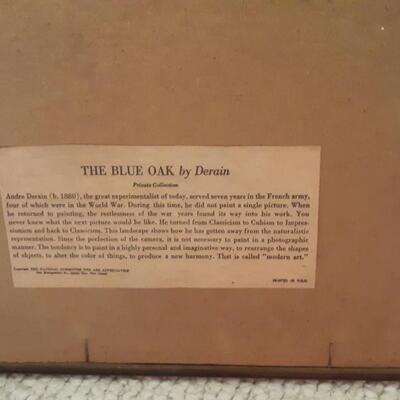 THE BLUE OAK by Derain
Private Collection
Andre Derain (b. 1880), the great experimentalist of today, served seven years in the French army,
four of which were in the World War. During this time, he did not paint a single picture. When
he returned to painting, the restlessness of the war years found its way into his work. You
never knew what the next picture would be like. He turned from Classicism to Cubism to Impres-
sionism and back to Classicism. This landscape shows how he has gotten away from the naturalistic
representation. Since the perfection of the camera, it is not necessary to paint in a photographic
manner. The tendency is to paint in a highly personal and imaginative way, to rearrange the shapes
of objects, to alter the color of things, to produce a new harmony. That is called "modern art."
Copyright THE NATIONAL COMMITTEE FOR ART APPRECIATION
PRINTED IN U.S.A.